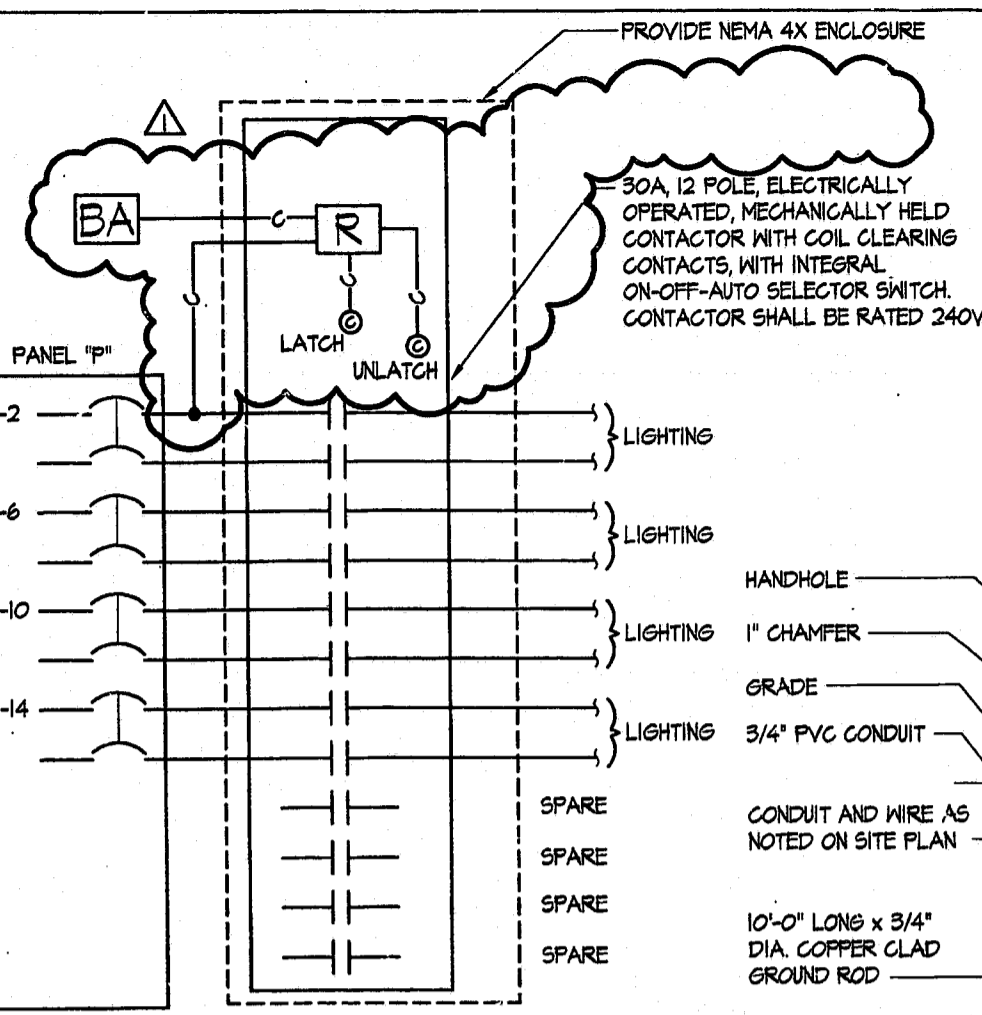 PROVIDE NEMA 4X ENCLOSURE
1
BA
C
R
C
C
C
C
LATCH
C
UNLATCH
30A, 12 POLE, ELECTRICALLY
OPERATED, MECHANICALLY HELD
CONTACTOR WITH COIL CLEARING
CONTACTS, WITH INTEGRAL
ON-OFF-AUTO SELECTOR SWITCH.
CONTACTOR SHALL BE RATED 240V
PANEL "P"
-2
LIGHTING
-6
LIGHTING
-10
LIGHTING
-14
LIGHTING
SPARE
SPARE
SPARE
SPARE
HANDHOLE
1" CHAMFER
GRADE
3/4" PVC CONDUIT
CONDUIT AND WIRE AS
NOTED ON SITE PLAN
10'-0" LONG x 3/4"
DIA. COPPER CLAD
GROUND ROD